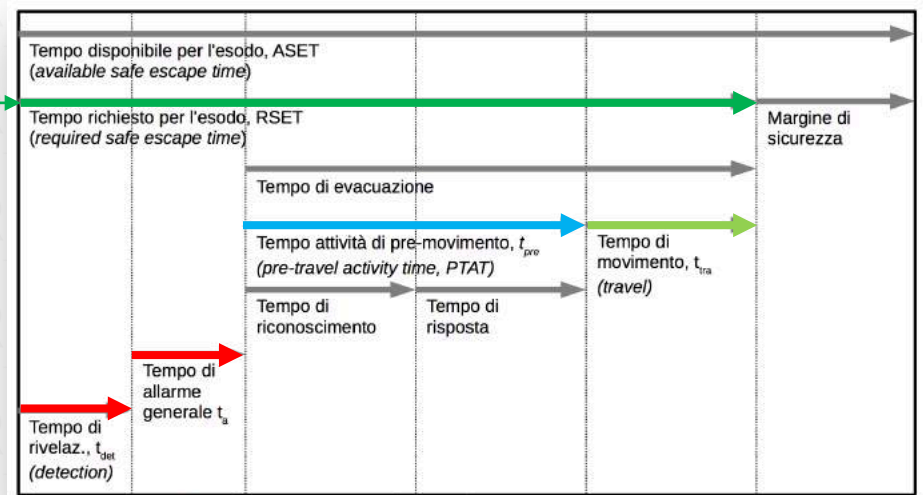 Tempo disponibile per l'esodo, ASET
(available safe escape time)
Tempo richiesto per l'esodo, RSET
(required safe escape time)
Margine di
sicurezza
Tempo di evacuazione
Tempo attività di pre-movimento, tpre
(pre-travel activity time, PTAT)
Tempo di
movimento, ttra
(travel)
Tempo di
riconoscimento
Tempo di
risposta
Tempo di
allarme
generale ta
Tempo di
rivelaz., tdet
(detection)